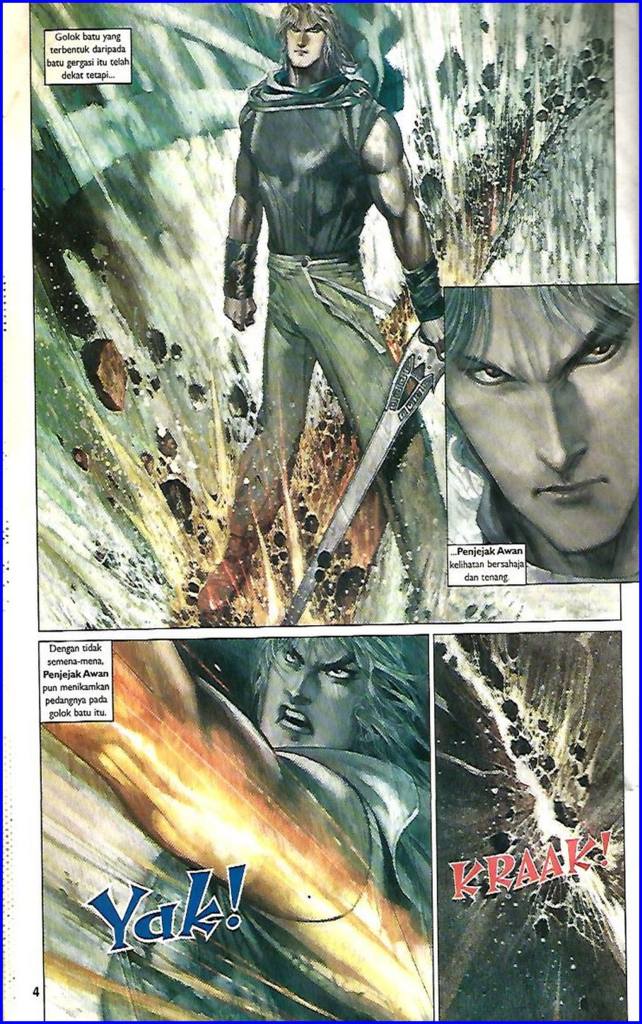 Golok batu yang
terbentuk daripada
batu gergasi itu telah
dekat tetapi...
...Penjejak Awan
kelihatan bersahaja
dan tenang.
Dengan tidak
semena-mena,
Penjejak Awan
pun menikamkan
pedangnya pada
golok batu itu.
Yak!
KRAAK!
4